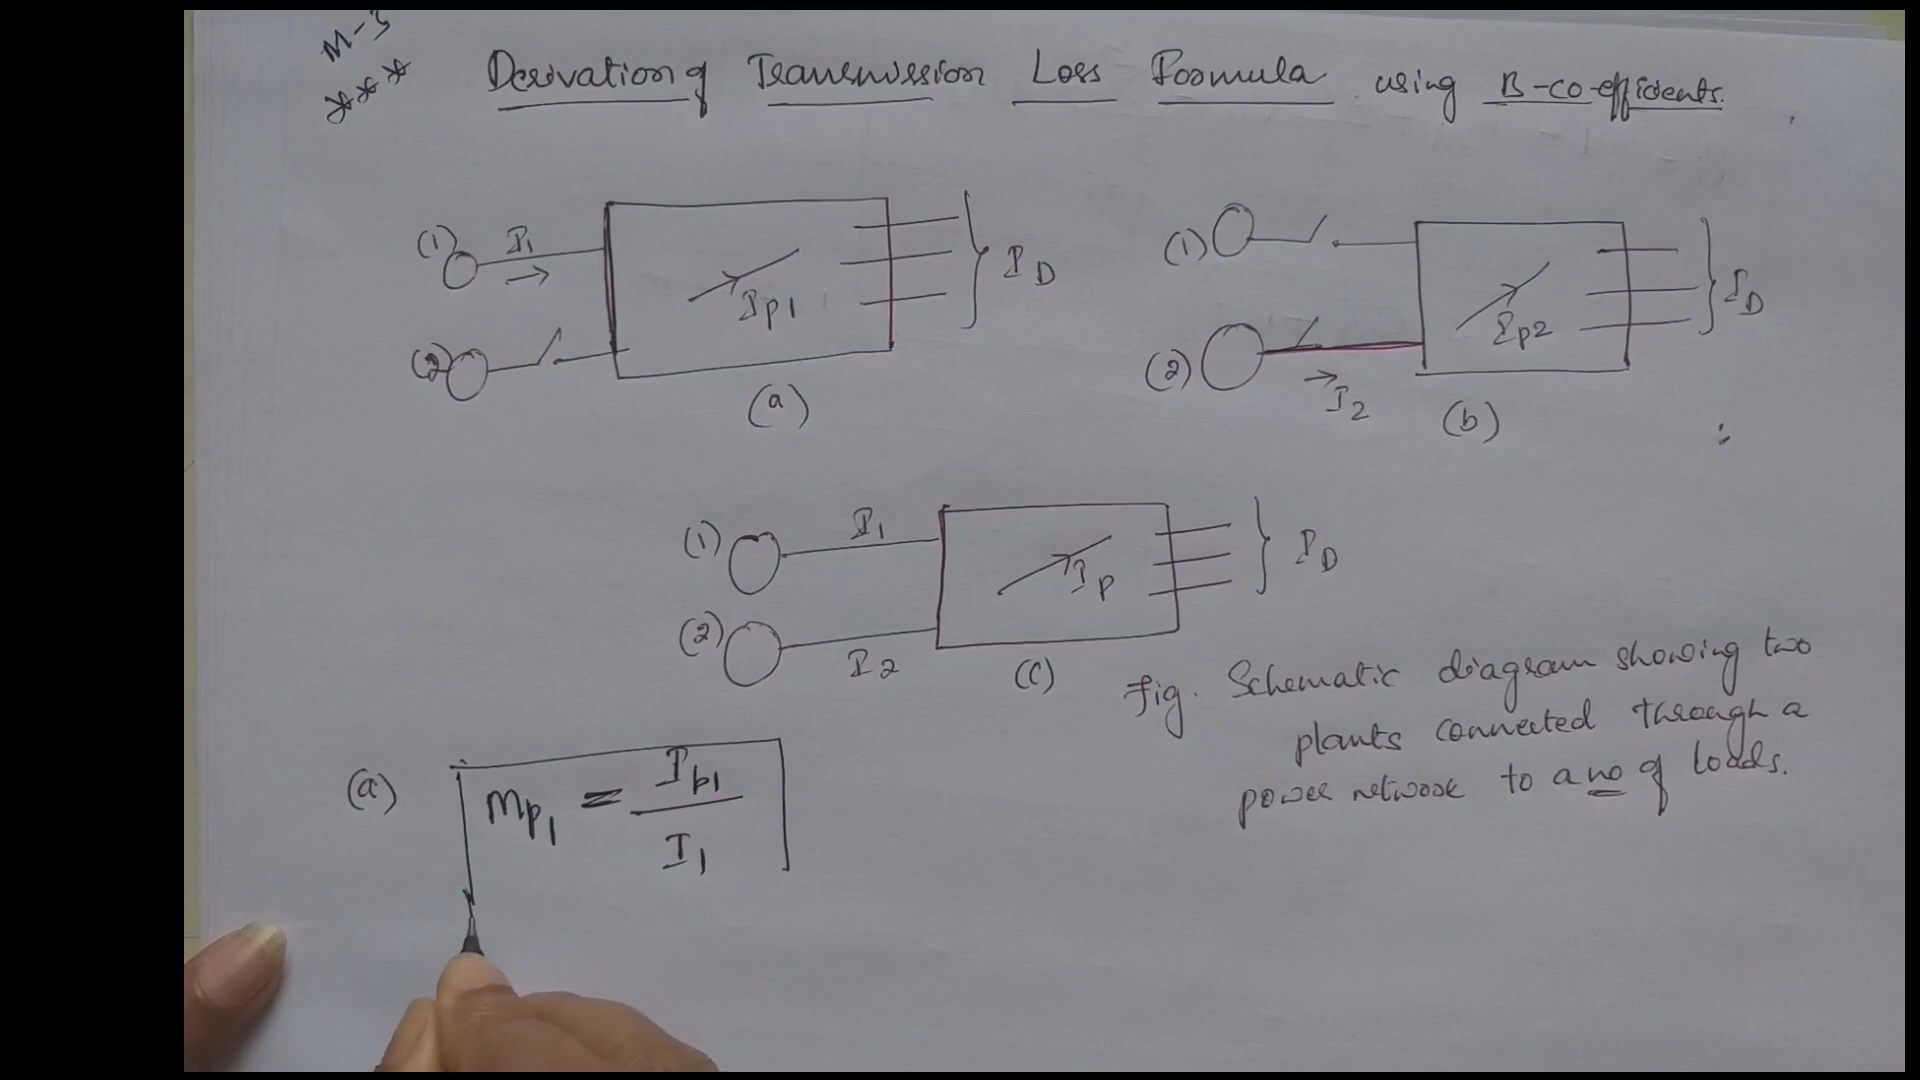 M-3
***
Derivation of Transmission Loss Formula using B-co-efficients.
(1) I1
Ip1
ID
(2)
(a)
(1)
Ip2
ID
(2)
I2
(b)
(1) I1
Ip
ID
(2) I2
(c)
fig. Schematic diagram showing two
plants connected through a
power network to a no of loads.
(a) Mp1 = Ip1 / I1